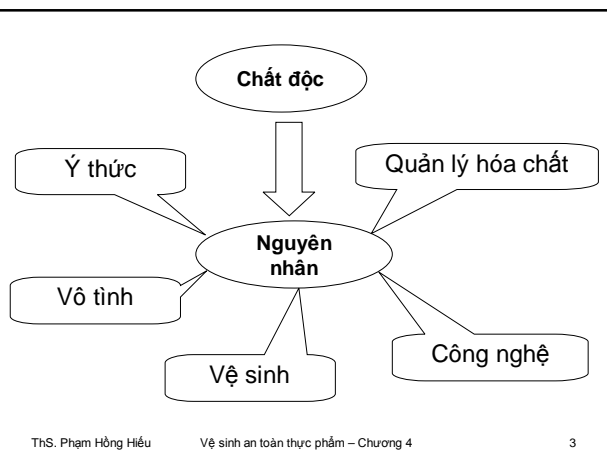 Chất độc
Ý thức
Quản lý hóa chất
Nguyên
nhân
Vô tình
Vệ sinh
Công nghệ
ThS. Phạm Hồng Hiếu Vệ sinh an toàn thực phẩm – Chương 4 3